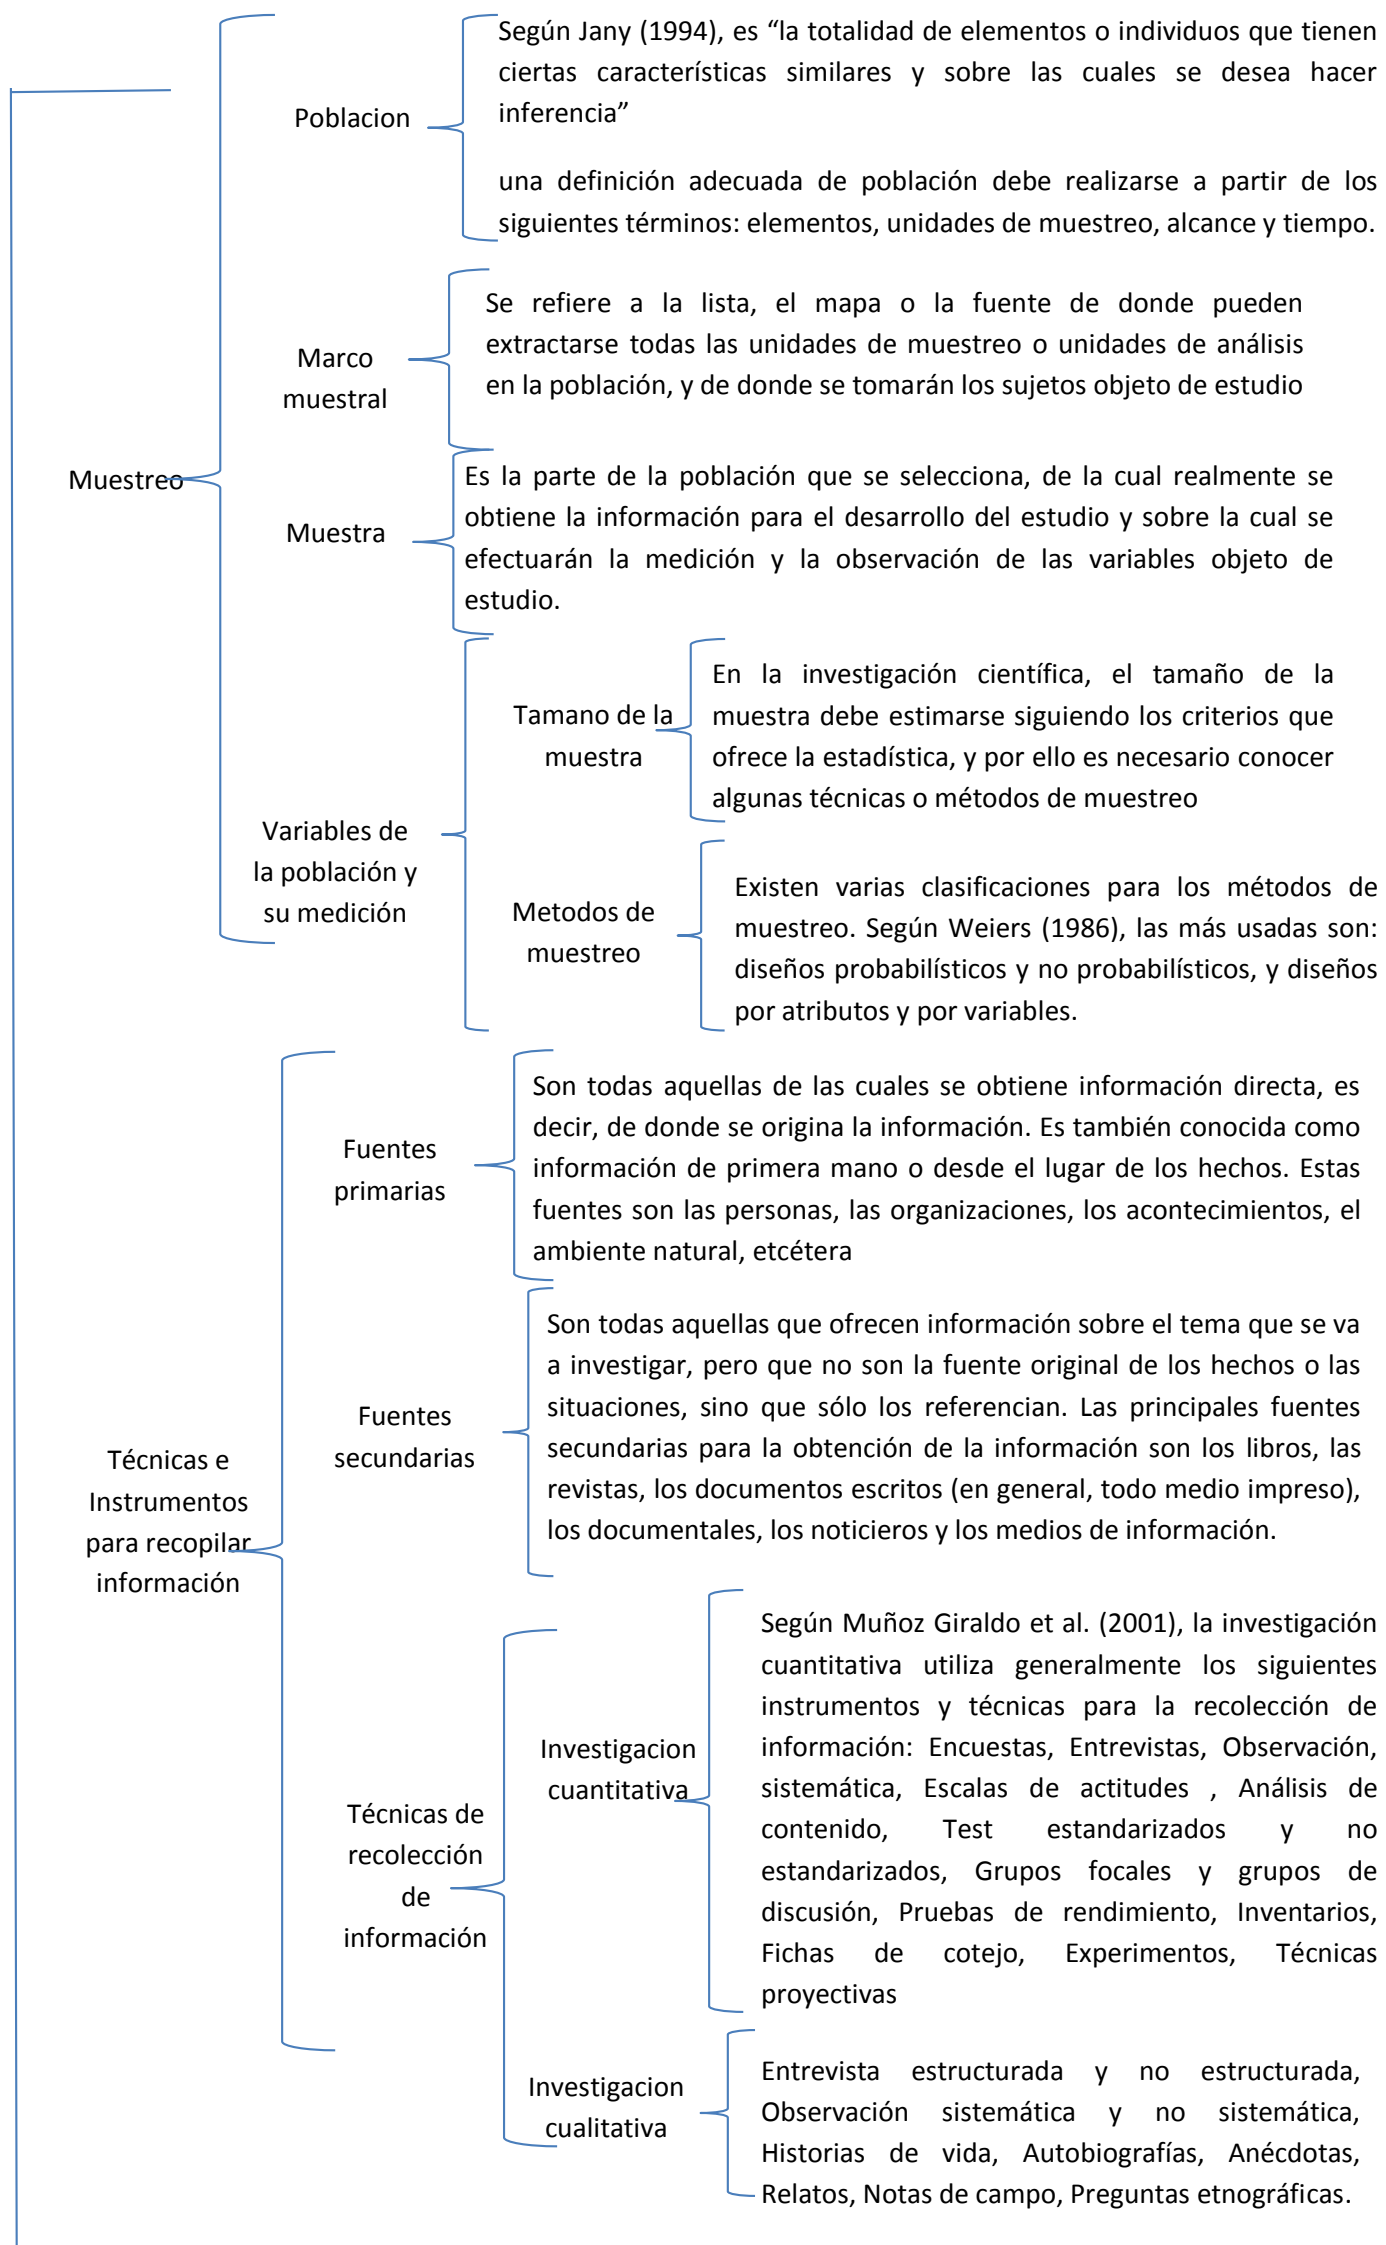 Muestreo
Poblacion
Según Jany (1994), es “la totalidad de elementos o individuos que tienen
ciertas características similares y sobre las cuales se desea hacer
inferencia”
una definición adecuada de población debe realizarse a partir de los
siguientes términos: elementos, unidades de muestreo, alcance y tiempo.
Marco
muestral
Se refiere a la lista, el mapa o la fuente de donde pueden
extractarse todas las unidades de muestreo o unidades de análisis
en la población, y de donde se tomarán los sujetos objeto de estudio
Muestra
Es la parte de la población que se selecciona, de la cual realmente se
obtiene la información para el desarrollo del estudio y sobre la cual se
efectuarán la medición y la observación de las variables objeto de
estudio.
Variables de
la población y
su medición
Tamano de la
muestra
En la investigación científica, el tamaño de la
muestra debe estimarse siguiendo los criterios que
ofrece la estadística, y por ello es necesario conocer
algunas técnicas o métodos de muestreo
Metodos de
muestreo
Existen varias clasificaciones para los métodos de
muestreo. Según Weiers (1986), las más usadas son:
diseños probabilísticos y no probabilísticos, y diseños
por atributos y por variables.
Técnicas e
Instrumentos
para recopilar
información
Fuentes
primarias
Son todas aquellas de las cuales se obtiene información directa, es
decir, de donde se origina la información. Es también conocida como
información de primera mano o desde el lugar de los hechos. Estas
fuentes son las personas, las organizaciones, los acontecimientos, el
ambiente natural, etcétera
Fuentes
secundarias
Son todas aquellas que ofrecen información sobre el tema que se va
a investigar, pero que no son la fuente original de los hechos o las
situaciones, sino que sólo los referencian. Las principales fuentes
secundarias para la obtención de la información son los libros, las
revistas, los documentos escritos (en general, todo medio impreso),
los documentales, los noticieros y los medios de información.
Técnicas de
recolección
de
información
Investigacion
cuantitativa
Según Muñoz Giraldo et al. (2001), la investigación
cuantitativa utiliza generalmente los siguientes
instrumentos y técnicas para la recolección de
información: Encuestas, Entrevistas, Observación,
sistemática, Escalas de actitudes , Análisis de
contenido, Test estandarizados y no
estandarizados, Grupos focales y grupos de
discusión, Pruebas de rendimiento, Inventarios,
Fichas de cotejo, Experimentos, Técnicas
proyectivas
Investigacion
cualitativa
Entrevista estructurada y no estructurada,
Observación sistemática y no sistemática,
Historias de vida, Autobiografías, Anécdotas,
Relatos, Notas de campo, Preguntas etnográficas.